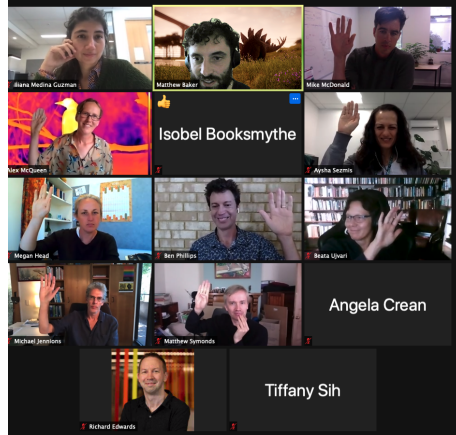 Iliana Medina Guzman
Matthew Baker
Mike McDonald
Alex McQueen
Isobel Booksmythe
Aysha Sezmis
Megan Head
Ben Phillips
Beata Ujvari
Michael Jennions
Matthew Symonds
Angela Crean
Richard Edwards
Tiffany Sih